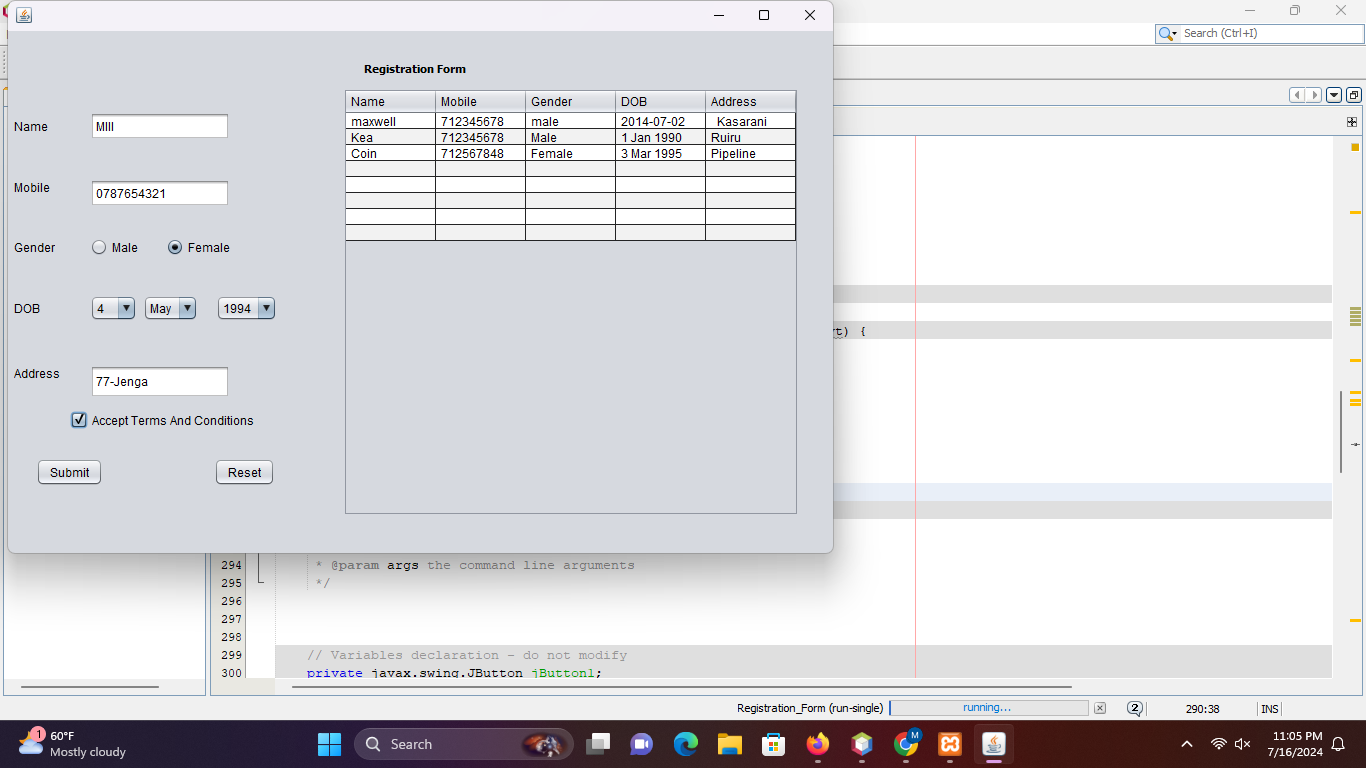 Search (Ctrl+I)
Registration Form
Name Mobile Gender DOB Address
maxwell 712345678 male 2014-07-02 Kasarani
Kea 712345678 Male 1 Jan 1990 Ruiru
Coin 712567848 Female 3 Mar 1995 Pipeline
Name MIII
Mobile 0787654321
Gender Male Female
DOB 4 May 1994
Address 77-Jenga
Accept Terms And Conditions
Submit Reset
rt) {
294 * @param args the command line arguments
295 */
296
297
298
299 // Variables declaration - do not modify
300 private javax.swing.JButton jButton1;
Registration_Form (run-single) running... 2 290:38 INS
1 60°F
Mostly cloudy
Search
M
11:05 PM
7/16/2024